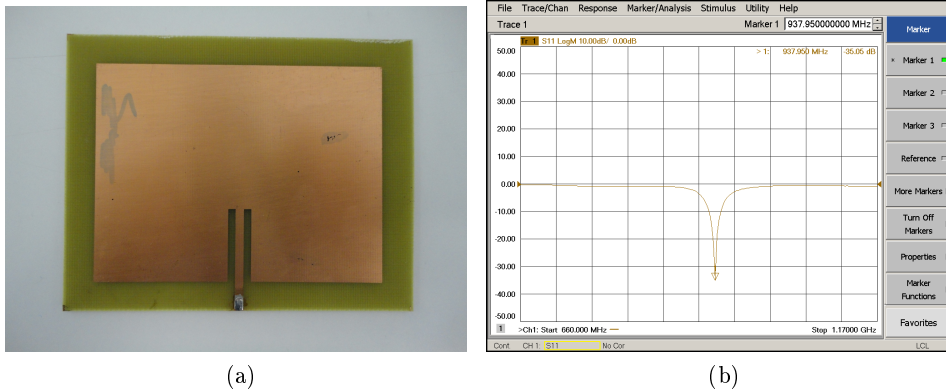 File Trace/Chan Response Marker/Analysis Stimulus Utility Help
Trace 1
Marker 1 937.950000000 MHz
Tr 1 S11 LogM 10.00dB/ 0.00dB
50.00
> 1: 937.950 MHz -35.05 dB
40.00
30.00
20.00
10.00
0.00
-10.00
-20.00
-30.00
-40.00
-50.00
1 >Ch1: Start 660.000 MHz
Stop 1.17000 GHz
Cont CH 1: S11 No Cor LCL
Marker
Marker 1
Marker 2
Marker 3
Reference
More Markers
Turn Off
Markers
Properties
Marker
Functions
Favorites
(a)
(b)